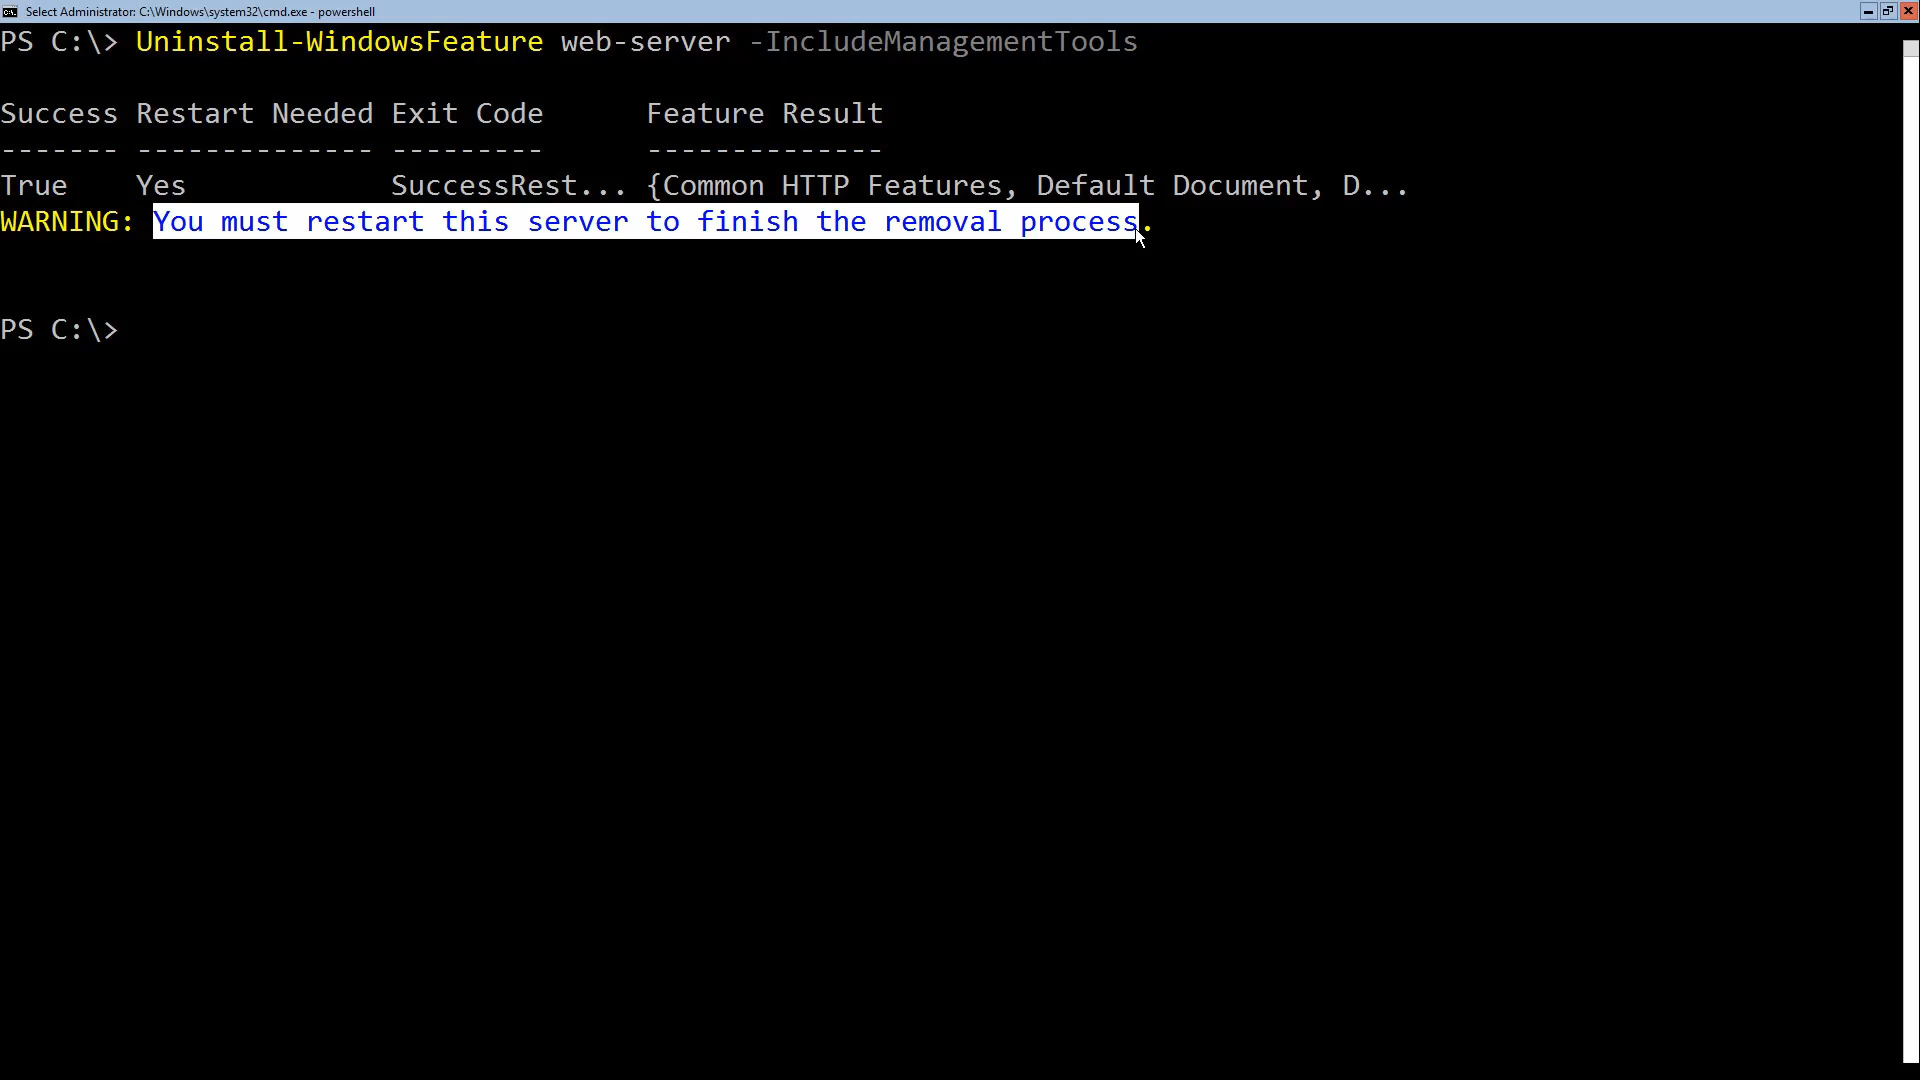 Select Administrator: C:\Windows\system32\cmd.exe - powershell
PS C:\> Uninstall-WindowsFeature web-server -IncludeManagementTools
Success Restart Needed Exit Code      Feature Result
------- -------------- ---------      --------------
True    Yes            SuccessRest... {Common HTTP Features, Default Document, D...
WARNING: You must restart this server to finish the removal process.
PS C:\>